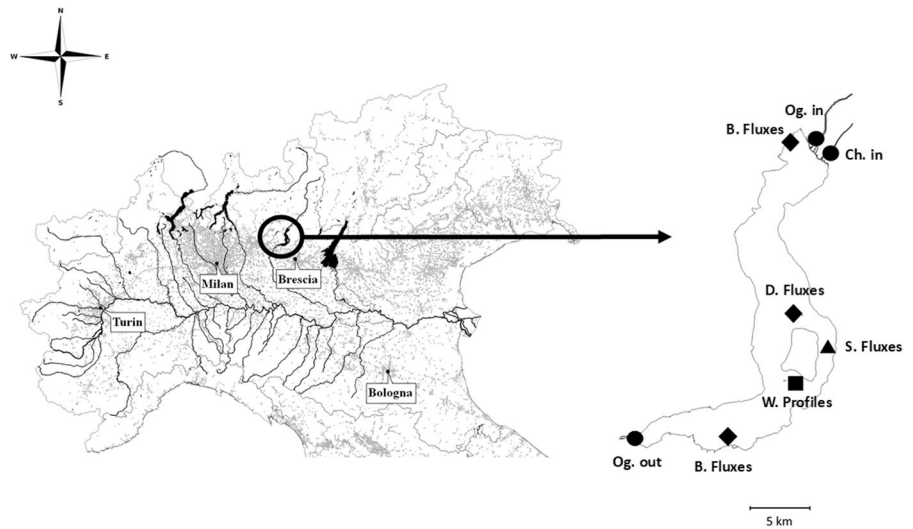 N
W
E
S
Milan
Brescia
Turin
Bologna
Og. in
B. Fluxes
Ch. in
D. Fluxes
S. Fluxes
W. Profiles
Og. out
B. Fluxes
5 km